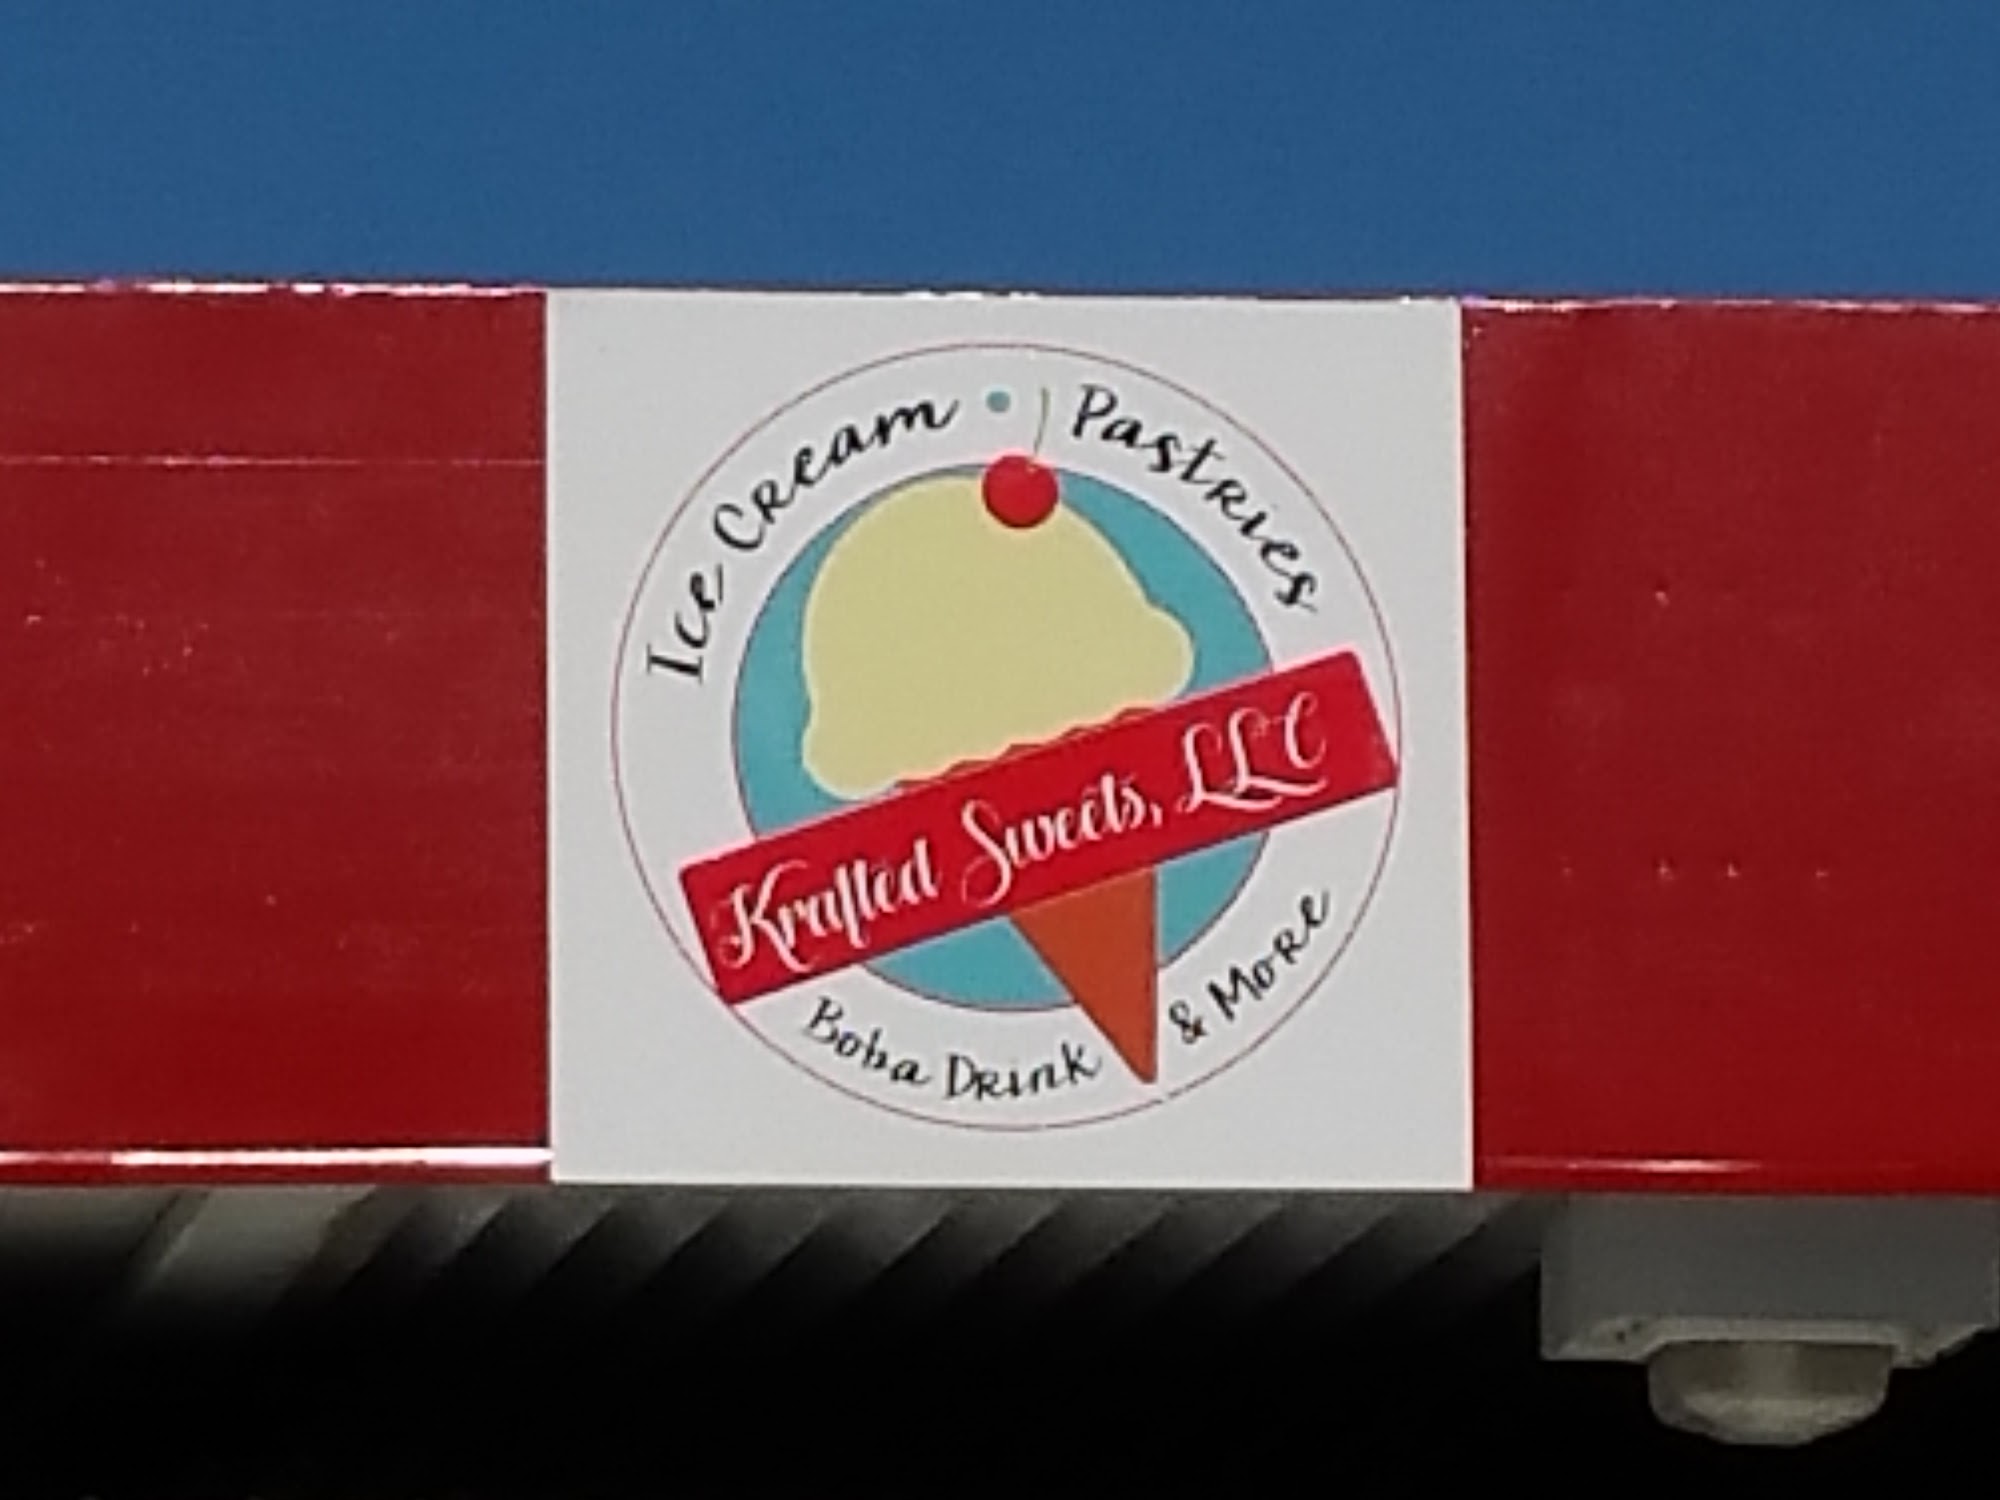 Ice Cream • Pastries
Krafted Sweets, LLC
Boba Drink & More